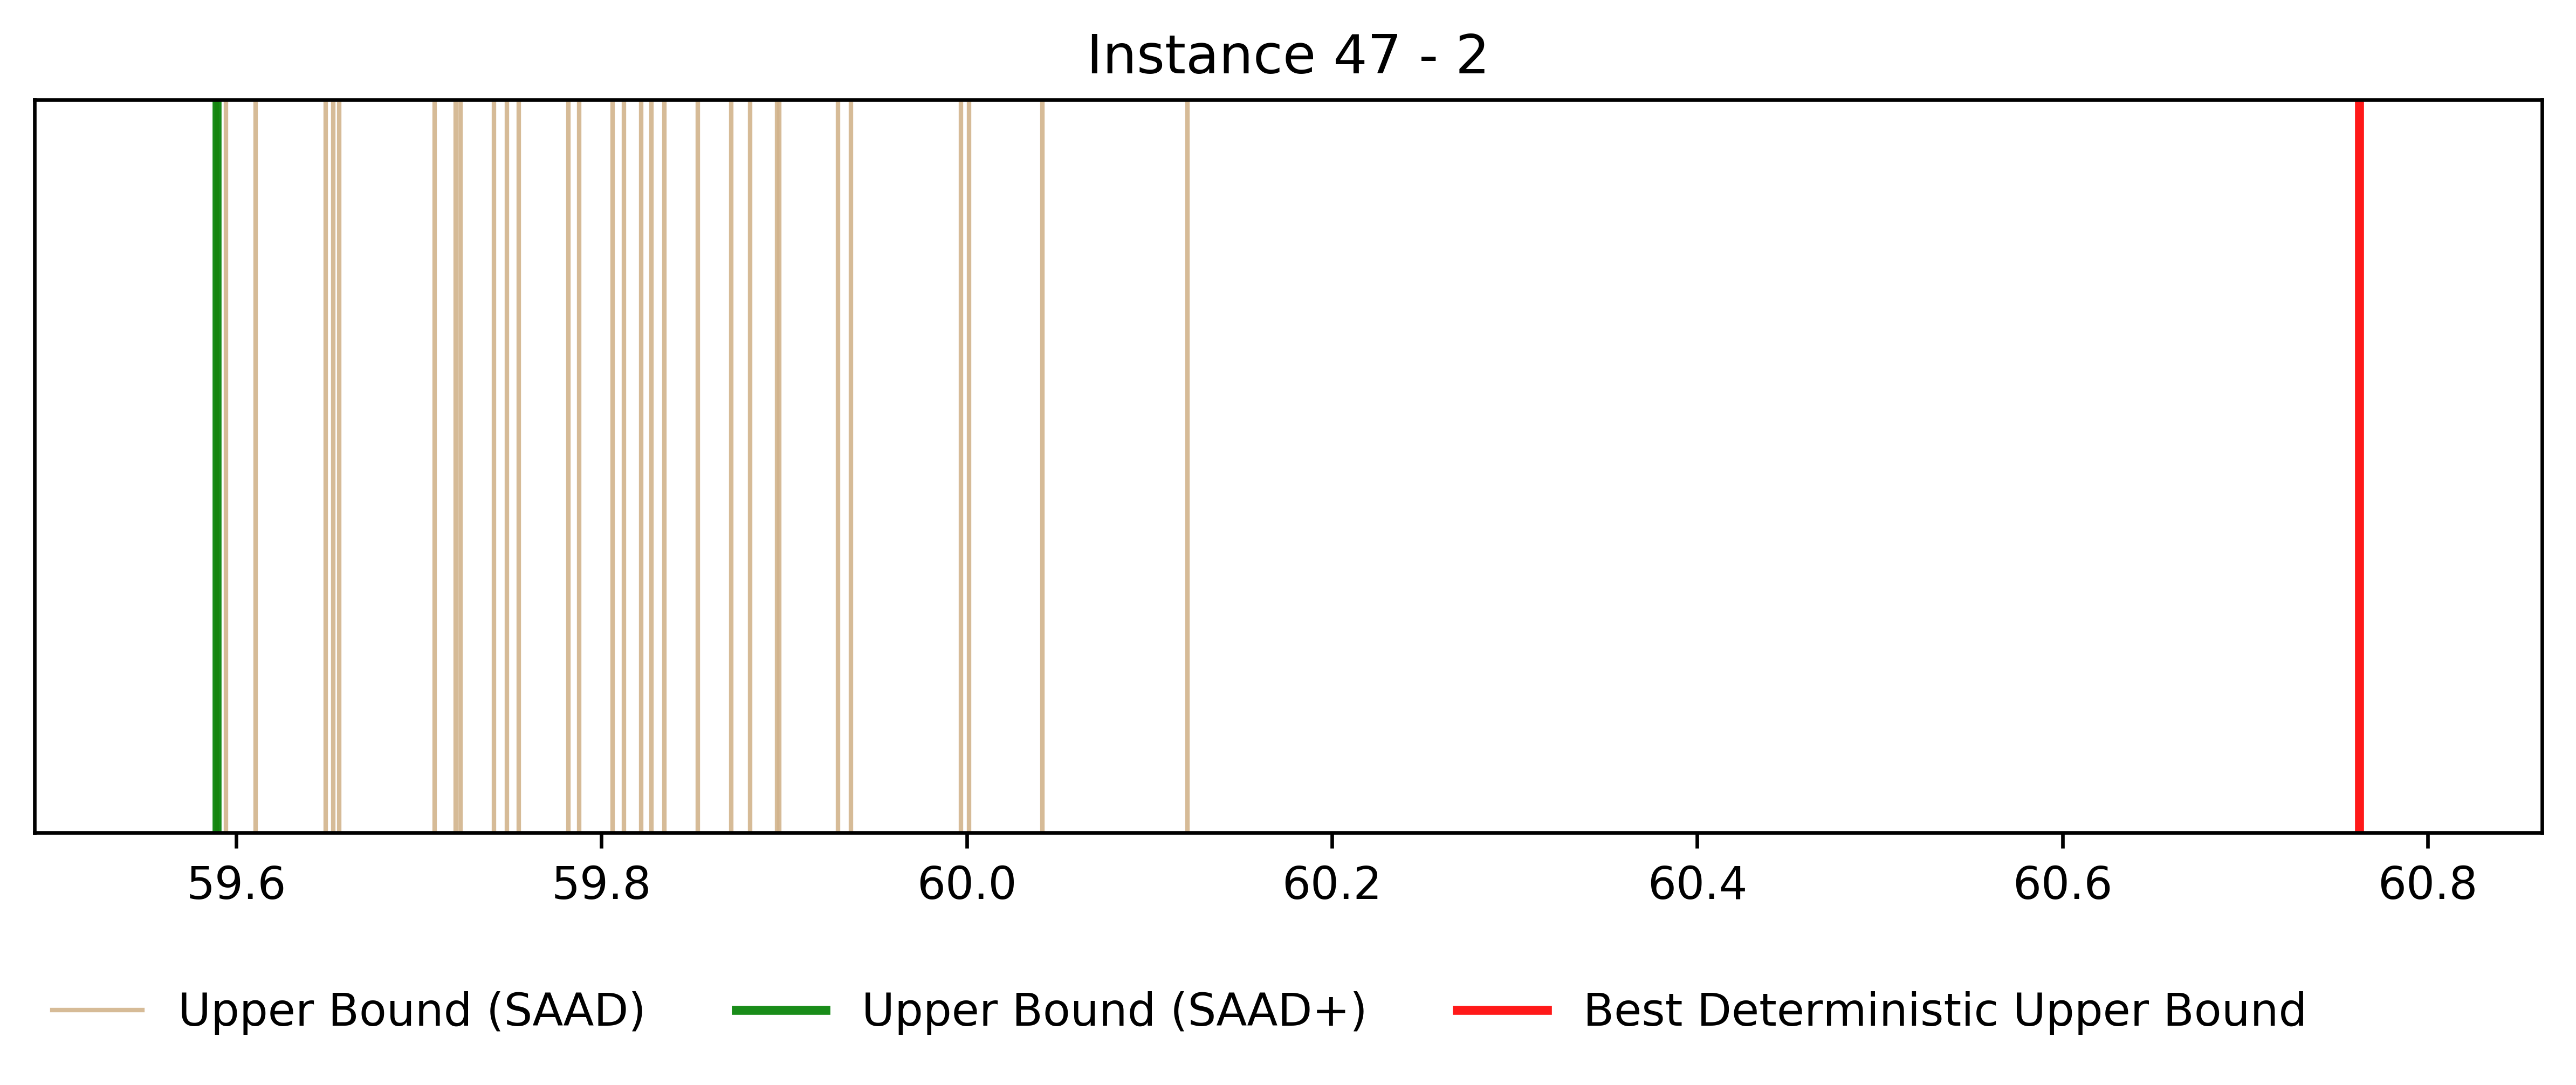 Instance 47 - 2
59.6 59.8 60.0 60.2 60.4 60.6 60.8
Upper Bound (SAAD) Upper Bound (SAAD+) Best Deterministic Upper Bound